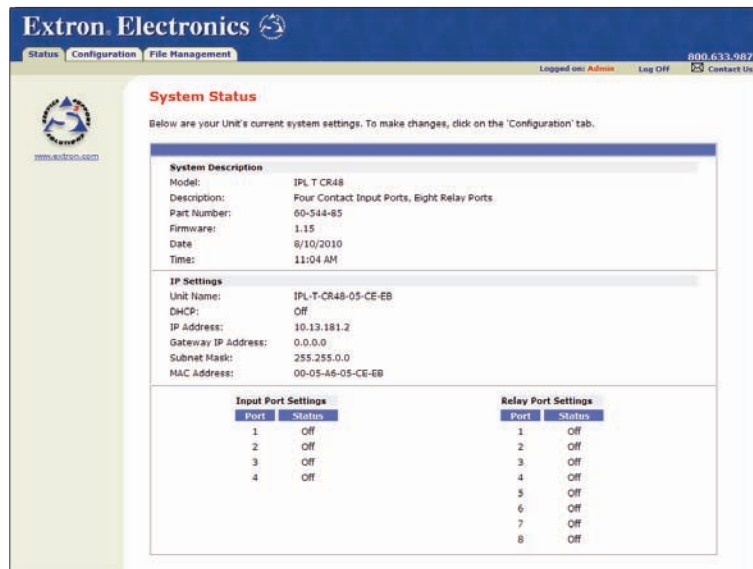 Extron. Electronics
Status Configuration File Management
800.633.987
Logged on: Admin Log Off Contact Us
www.extron.com
System Status
Below are your Unit's current system settings. To make changes, click on the 'Configuration' tab.
System Description
Model: IPL T CR48
Description: Four Contact Input Ports, Eight Relay Ports
Part Number: 60-544-85
Firmware: 1.15
Date 8/10/2010
Time: 11:04 AM
IP Settings
Unit Name: IPL-T-CR48-05-CE-EB
DHCP: Off
IP Address: 10.13.181.2
Gateway IP Address: 0.0.0.0
Subnet Mask: 255.255.0.0
MAC Address: 00-05-A6-05-CE-EB
Input Port Settings
Port Status
1 Off
2 Off
3 Off
4 Off
Relay Port Settings
Port Status
1 Off
2 Off
3 Off
4 Off
5 Off
6 Off
7 Off
8 Off